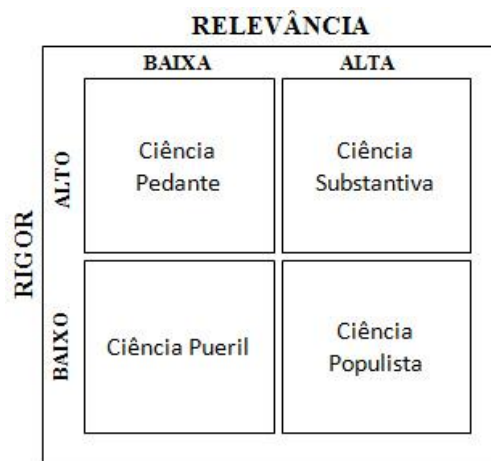 RELEVÂNCIA
BAIXA
ALTA
RIGOR
ALTO
Ciência
Pedante
Ciência
Substantiva
BAIXO
Ciência Pueril
Ciência
Populista